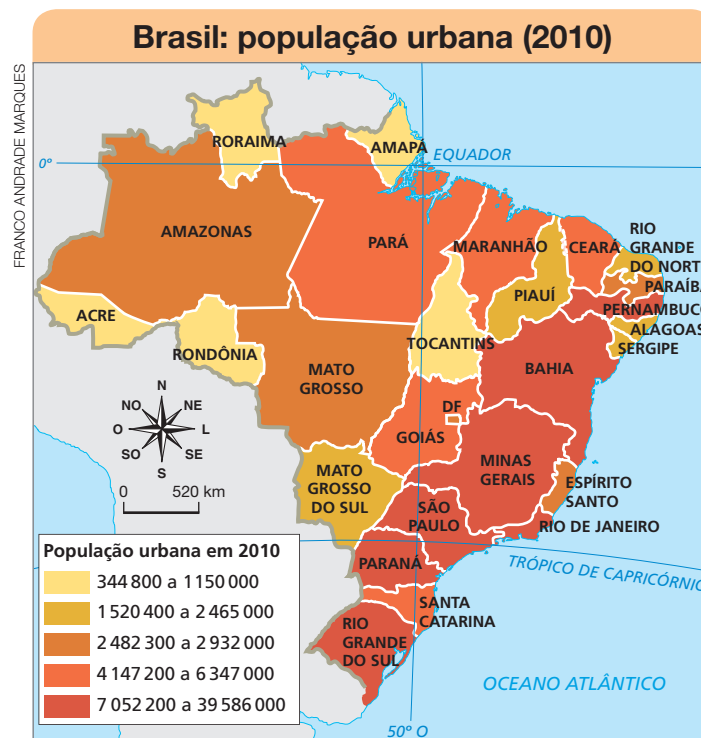 Brasil: população urbana (2010)
FRANCO ANDRADE MARQUES
RORAIMA
AMAPÁ
0°
EQUADOR
AMAZONAS
PARÁ
MARANHÃO
CEARÁ
RIO
GRANDE
DO NORT
PARAÍBA
PIAUÍ
PERNAMBUCO
ACRE
ALAGOAS
TOCANTINS
SERGIPE
RONDÔNIA
MATO
GROSSO
BAHIA
N
NO
NE
O
L
SO
SE
S
DF
GOIÁS
0
520 km
MATO
GROSSO
DO SUL
MINAS
GERAIS
ESPÍRITO
SANTO
SÃO
PAULO
RIO DE JANEIRO
População urbana em 2010
344 800 a 1 150 000
1 520 400 a 2 465 000
2 482 300 a 2 932 000
4 147 200 a 6 347 000
7 052 200 a 39 586 000
PARANÁ
TRÓPICO DE CAPRICÓRNIO
SANTA
CATARINA
RIO
GRANDE
DO SUL
OCEANO ATLÂNTICO
50° O